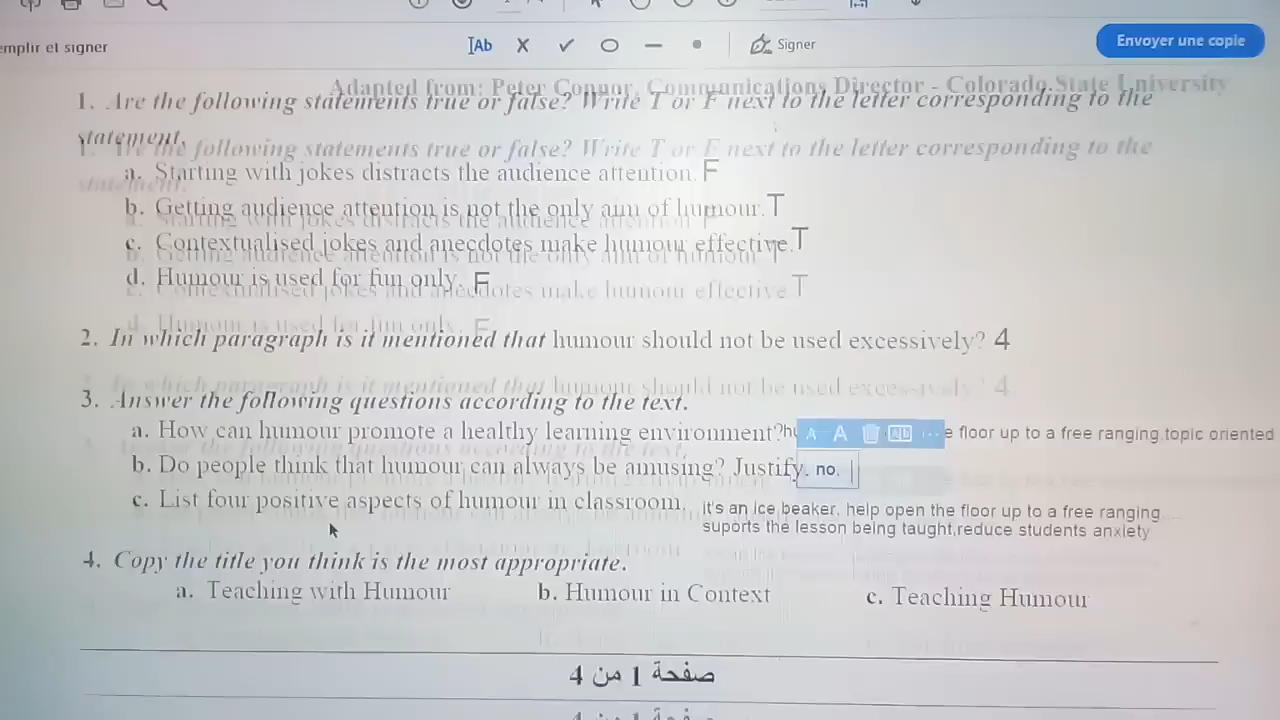 emplir et signer
Ab
Signer
Envoyer une copie
Adapted from: Peter Connor, Communications Director - Colorado State University
1. Are the following statements true or false? Write T or F next to the letter corresponding to the
statement.
a. Starting with jokes distracts the audience attention. F
b. Getting audience attention is not the only aim of humour. T
c. Contextualised jokes and anecdotes make humour effective. T
d. Humour is used for fun only. F
2. In which paragraph is it mentioned that humour should not be used excessively? 4
3. Answer the following questions according to the text.
a. How can humour promote a healthy learning environment? e floor up to a free ranging,topic oriented
b. Do people think that humour can always be amusing? Justify. no.
c. List four positive aspects of humour in classroom. it's an ice beaker, help open the floor up to a free ranging
suports the lesson being taught,reduce students anxiety
4. Copy the title you think is the most appropriate.
a. Teaching with Humour b. Humour in Context c. Teaching Humour
صفحة 1 من 4